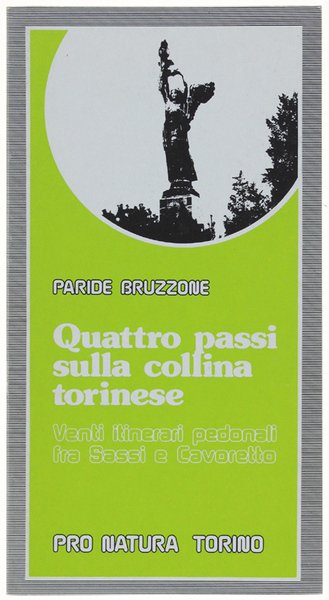 PARIDE BRUZZONE
Quattro passi
sulla collina
torinese
Venti itinerari pedonali
fra Sassi e Cavoretto
PRO NATURA TORINO